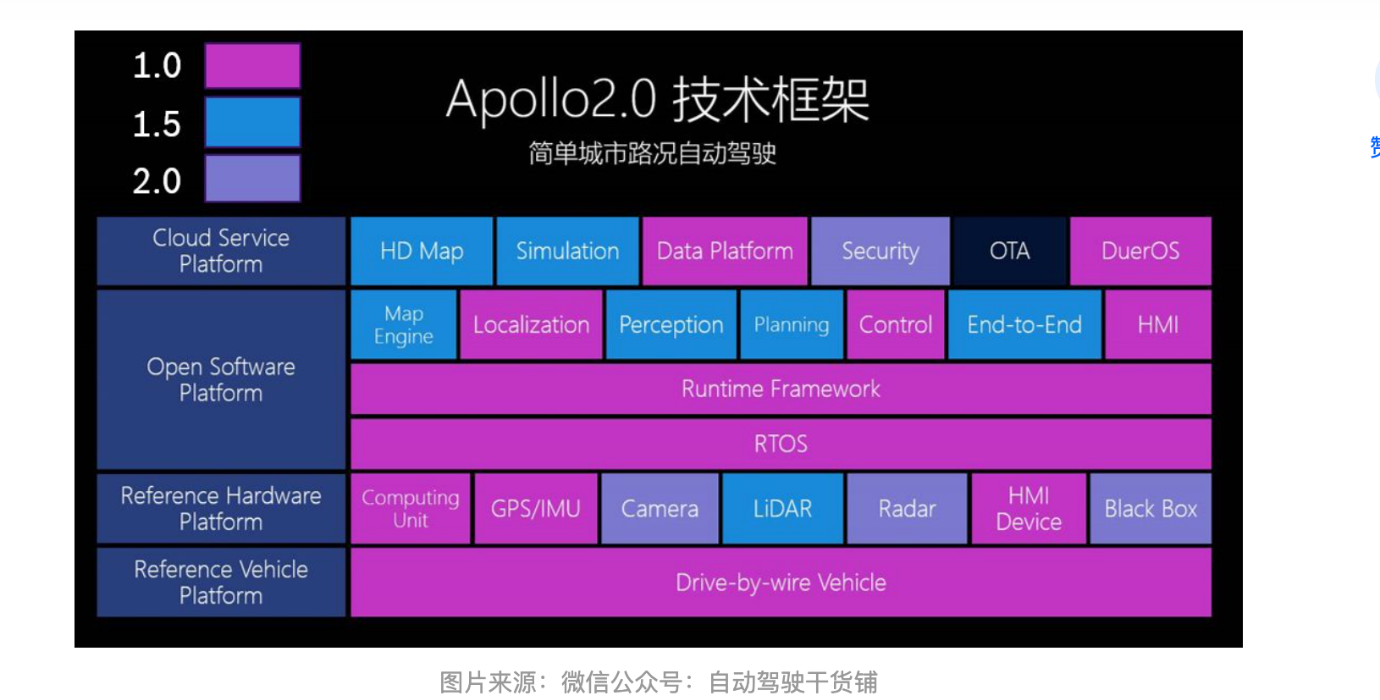 1.0
1.5
2.0
Apollo2.0 技术框架
简单城市路况自动驾驶
Cloud Service
Platform
HD Map
Simulation
Data Platform
Security
OTA
DuerOS
Open Software
Platform
Map
Engine
Localization
Perception
Planning
Control
End-to-End
HMI
Runtime Framework
RTOS
Reference Hardware
Platform
Computing
Unit
GPS/IMU
Camera
LiDAR
Radar
HMI
Device
Black Box
Reference Vehicle
Platform
Drive-by-wire Vehicle
图片来源：微信公众号：自动驾驶干货铺